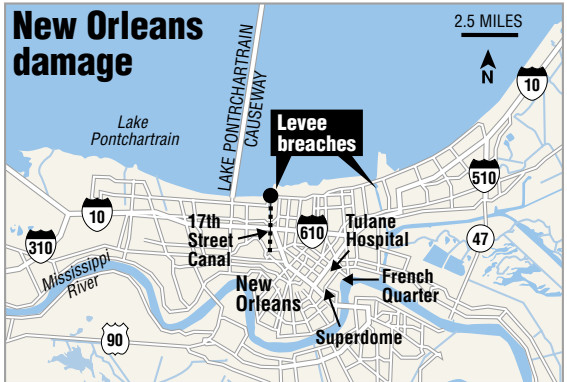 New Orleans
damage
2.5 MILES
N
10
Lake
Pontchartrain
LAKE PONTRCHARTRAIN
CAUSEWAY
Levee
breaches
510
10
17th
Street
Canal
610
Tulane
Hospital
47
310
Mississippi
River
New
Orleans
French
Quarter
Superdome
90